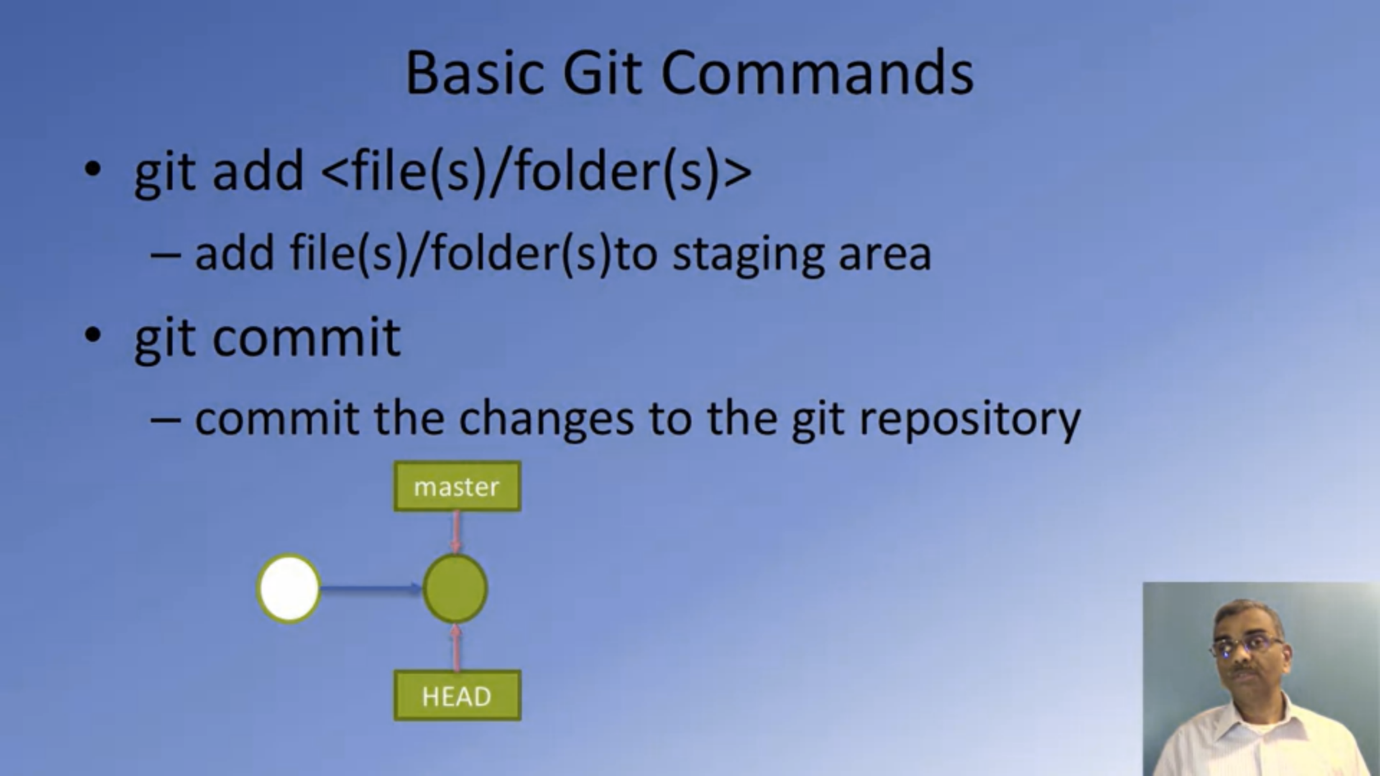 Basic Git Commands
• git add <file(s)/folder(s)>
– add file(s)/folder(s)to staging area
• git commit
– commit the changes to the git repository
master
HEAD